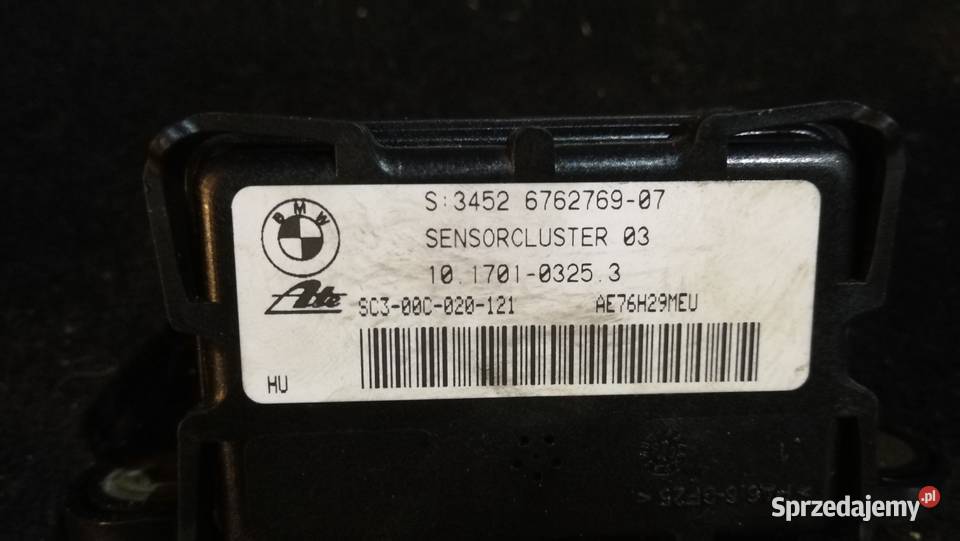 S:3452 6762769-07
BMW
SENSORCLUSTER 03
10.1701-0325.3
Ate
SC3-00C-020-121 AE76H29MEU
HU
1
Sprzedajemy.pl